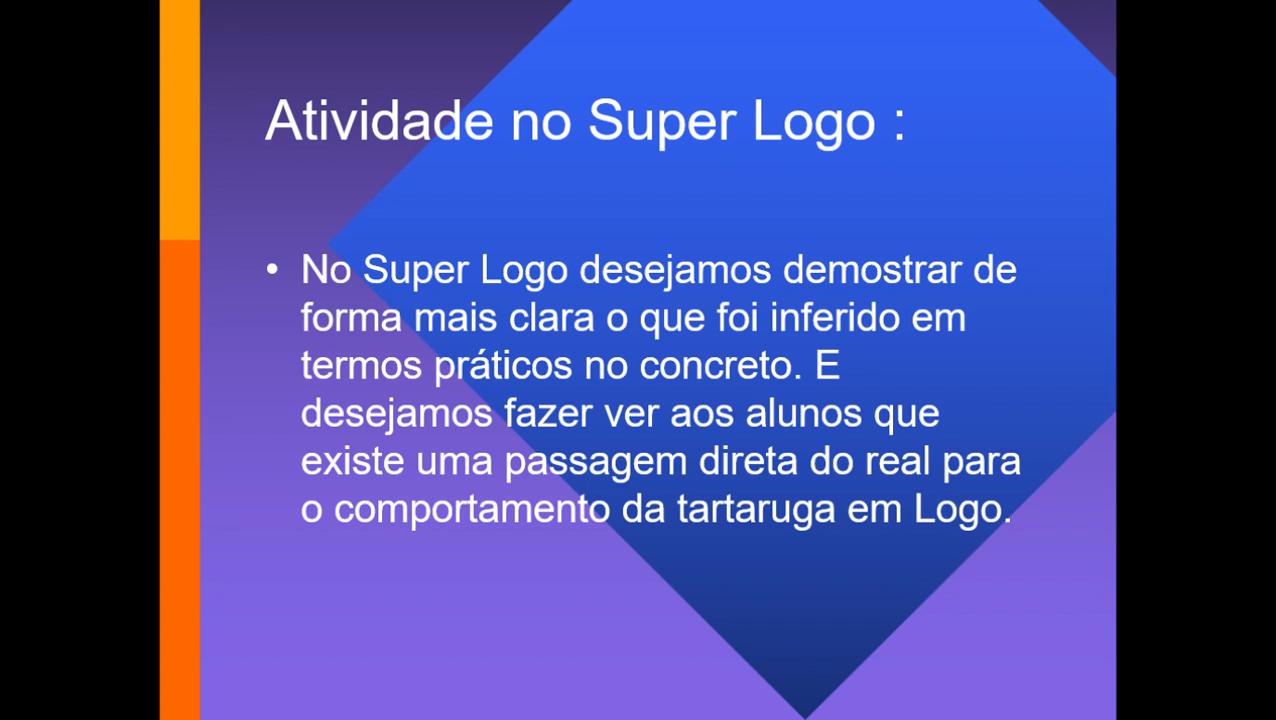 Atividade no Super Logo :
• No Super Logo desejamos demostrar de
forma mais clara o que foi inferido em
termos práticos no concreto. E
desejamos fazer ver aos alunos que
existe uma passagem direta do real para
o comportamento da tartaruga em Logo.